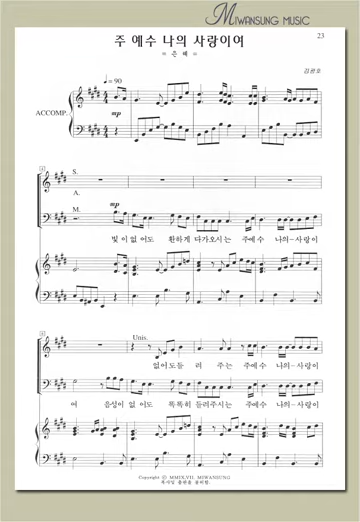 MIWANSUNG MUSIC
23
주 예수 나의 사랑이여
= 은 혜 =
김광호
♩ = 90
ACCOMP.
mp
S.
A.
mp
M.
빛이없 어도 환하게 다가오시는 주예수 나의-사랑이
Unis.
없어도들 려 주는 주예수 나의-사랑이
여 음성이없 어도 똑똑히 들려주시는 주예수 나의-사랑이
Copyright © MMIX,VII. MIWANSUNG